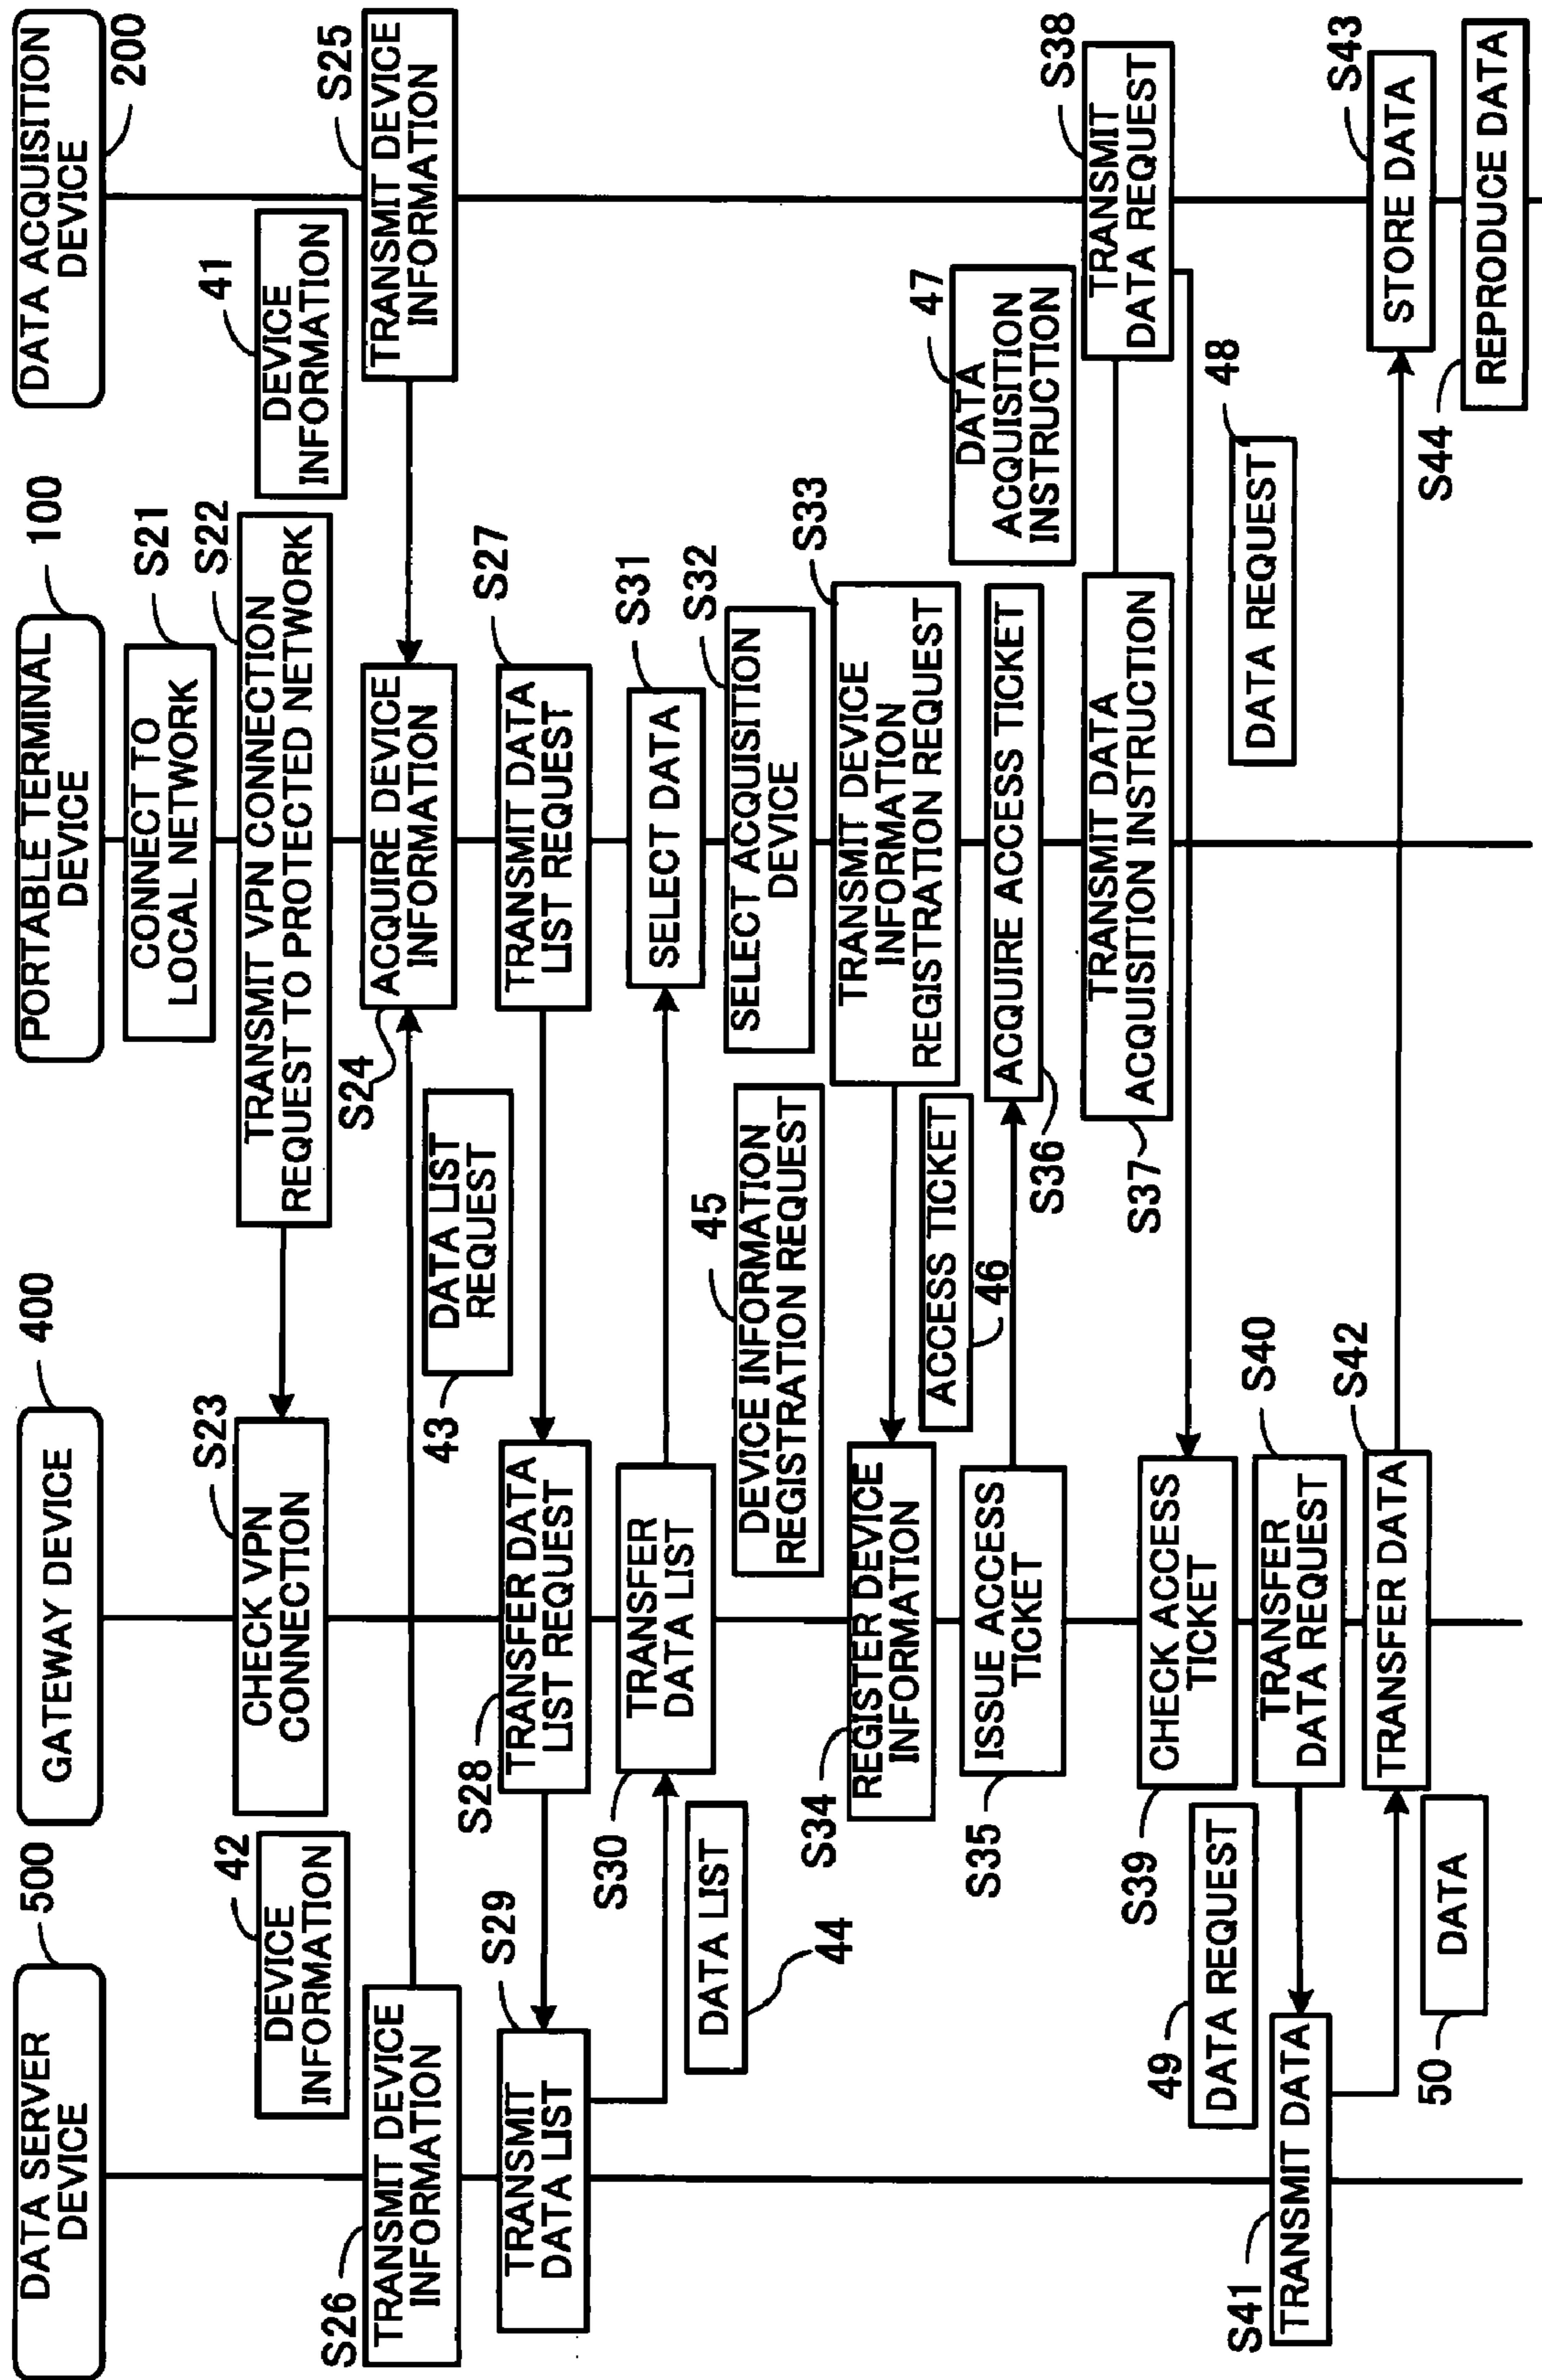 DATA SERVER
DEVICE
500
GATEWAY DEVICE
400
PORTABLE TERMINAL
DEVICE
100
DATA ACQUISITION
DEVICE
200
CONNECT TO
LOCAL NETWORK
S21
TRANSMIT VPN CONNECTION
REQUEST TO PROTECTED NETWORK
S22
S23
CHECK VPN
CONNECTION
42
DEVICE
INFORMATION
41
DEVICE
INFORMATION
S26
TRANSMIT DEVICE
INFORMATION
S24
ACQUIRE DEVICE
INFORMATION
S25
TRANSMIT DEVICE
INFORMATION
43
DATA LIST
REQUEST
S29
TRANSMIT
DATA LIST
S28
TRANSFER DATA
LIST REQUEST
S27
TRANSMIT DATA
LIST REQUEST
S30
TRANSFER
DATA LIST
S31
SELECT DATA
DATA LIST
44
S32
SELECT ACQUISITION
DEVICE
45
DEVICE INFORMATION
REGISTRATION REQUEST
S33
TRANSMIT DEVICE
INFORMATION
REGISTRATION REQUEST
S34
REGISTER DEVICE
INFORMATION
ACCESS TICKET
46
S35
ISSUE ACCESS
TICKET
ACQUIRE ACCESS TICKET
S36
47
DATA
ACQUISITION
INSTRUCTION
S37
TRANSMIT DATA
ACQUISITION INSTRUCTION
S38
TRANSMIT
DATA REQUEST
S39
CHECK ACCESS
TICKET
48
DATA REQUEST
49
DATA REQUEST
S40
TRANSFER
DATA REQUEST
S41
TRANSMIT DATA
S42
TRANSFER DATA
S43
STORE DATA
50
DATA
S44
REPRODUCE DATA